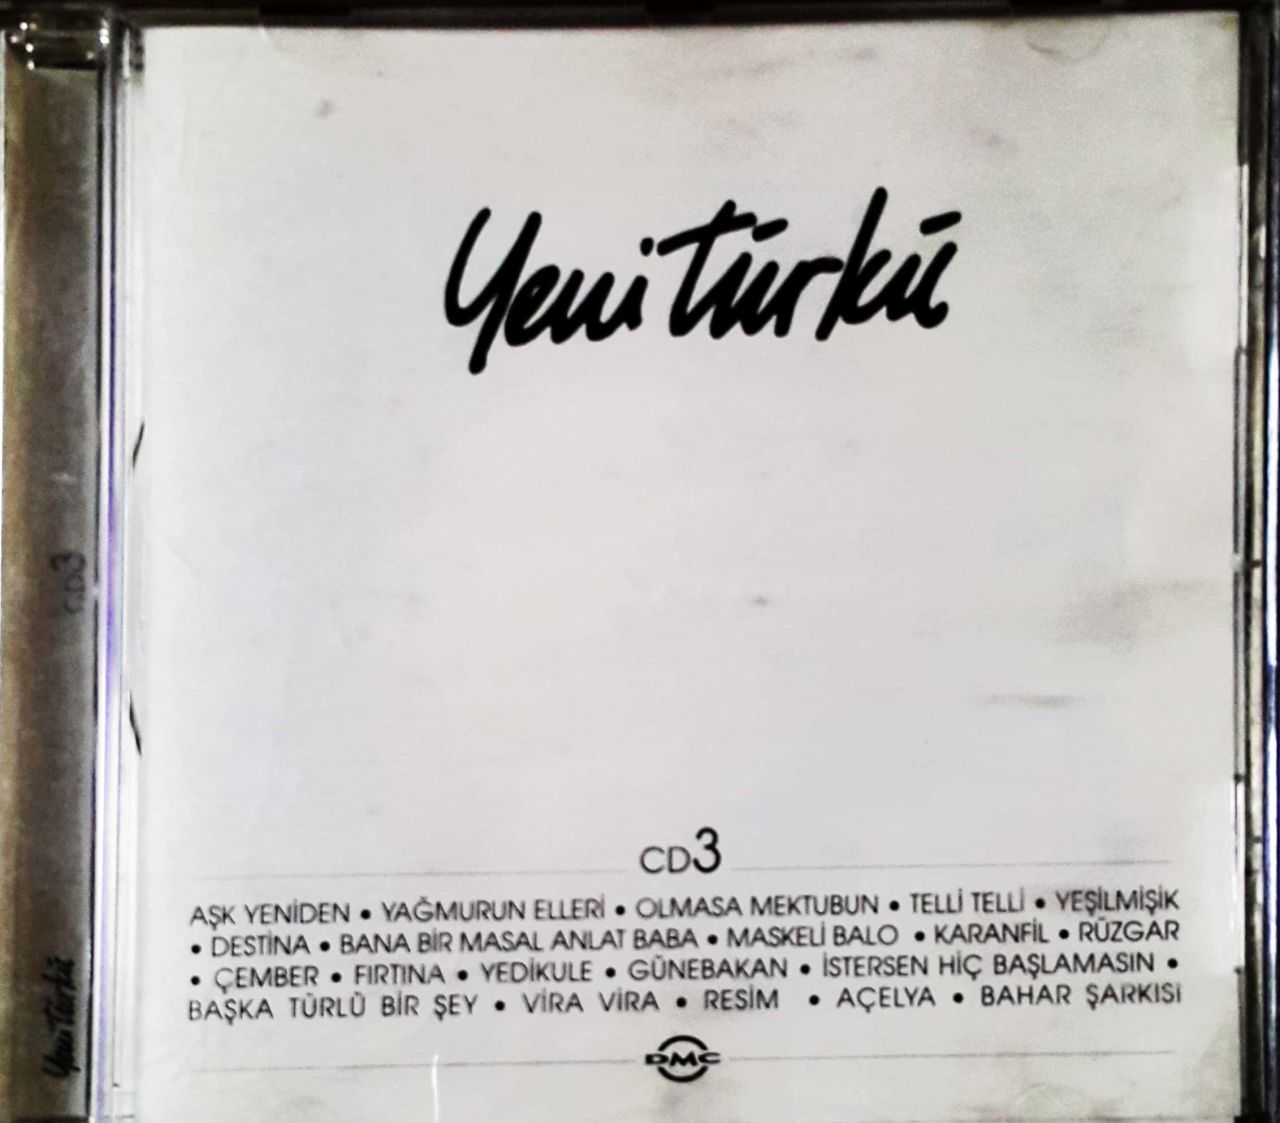 Yeni Türkü
CD3
AŞK YENİDEN • YAĞMURUN ELLERİ • OLMASA MEKTUBUN • TELLİ TELLİ • YEŞİLMİŞİK
• DESTİNA • BANA BİR MASAL ANLAT BABA • MASKELİ BALO • KARANFİL • RÜZGAR
• ÇEMBER • FIRTINA • YEDİKULE • GÜNEBAKAN • İSTERSEN HİÇ BAŞLAMASIN •
BAŞKA TÜRLÜ BİR ŞEY • VİRA VİRA • RESİM • AÇELYA • BAHAR ŞARKISI
DMC
CD3
Yeni Türkü